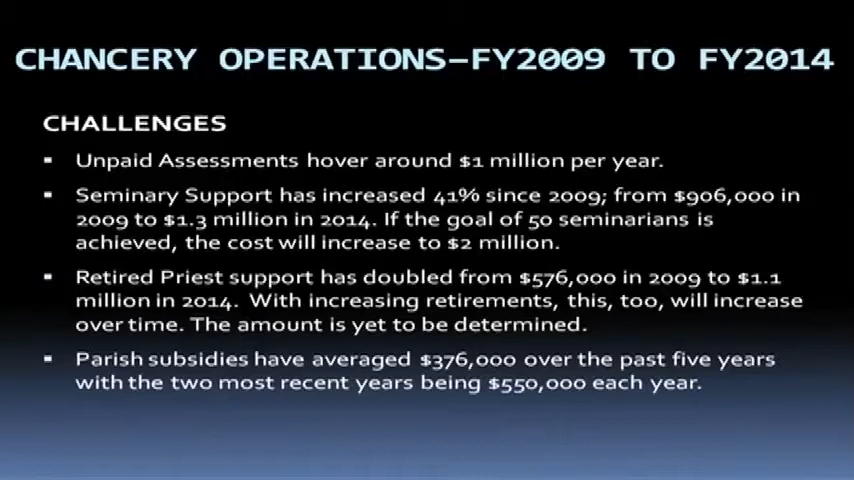 CHANCERY OPERATIONS–FY2009 TO FY2014
CHALLENGES
▪ Unpaid Assessments hover around $1 million per year.
▪ Seminary Support has increased 41% since 2009; from $906,000 in
2009 to $1.3 million in 2014. If the goal of 50 seminarians is
achieved, the cost will increase to $2 million.
▪ Retired Priest support has doubled from $576,000 in 2009 to $1.1
million in 2014. With increasing retirements, this, too, will increase
over time. The amount is yet to be determined.
▪ Parish subsidies have averaged $376,000 over the past five years
with the two most recent years being $550,000 each year.